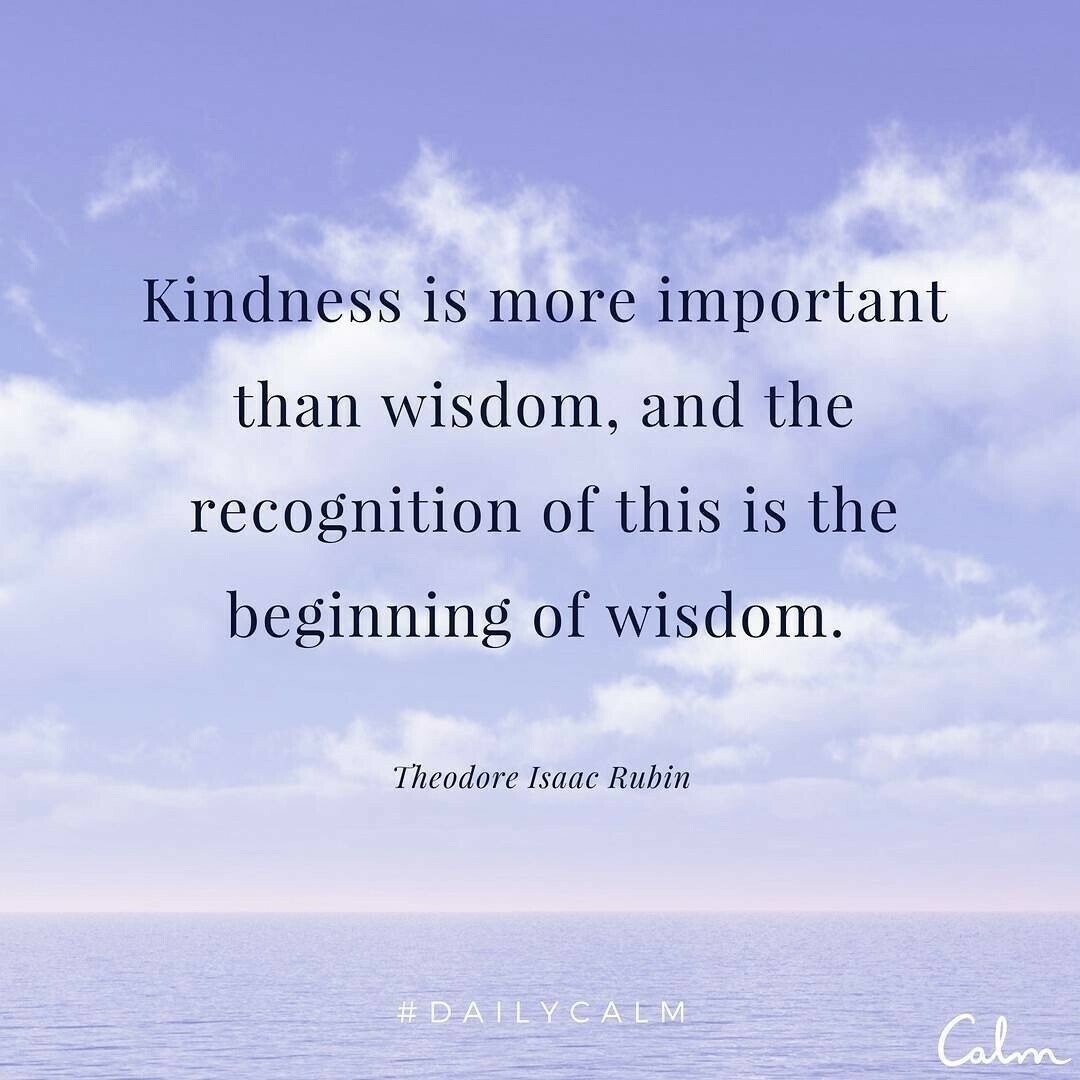 Kindness is more important
than wisdom, and the
recognition of this is the
beginning of wisdom.
Theodore Isaac Rubin
#DAILYCALM
Calm